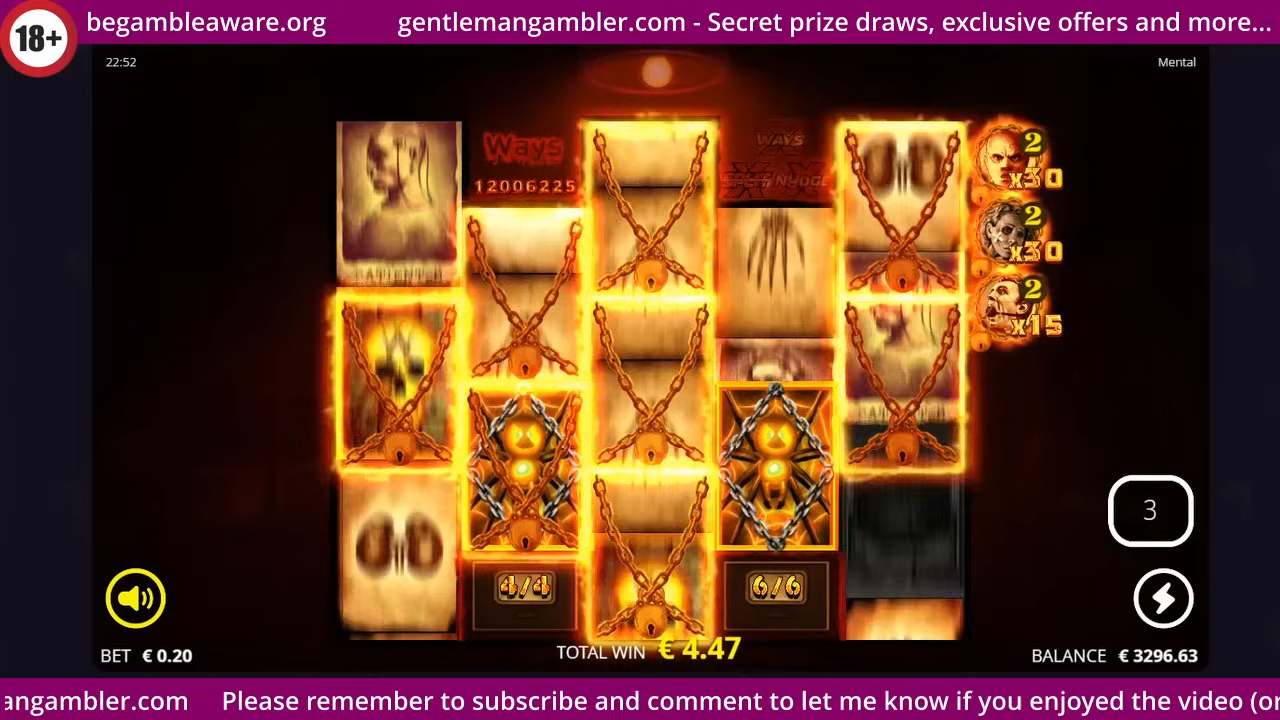 18+
begambleaware.org
gentlemangambler.com - Secret prize draws, exclusive offers and more...
22:52
Mental
Ways
12006225
WAYS
2
x30
2
x30
2
x15
4/4
6/6
3
TOTAL WIN € 4.47
BET € 0.20
BALANCE € 3296.63
angambler.com
Please remember to subscribe and comment to let me know if you enjoyed the video (or